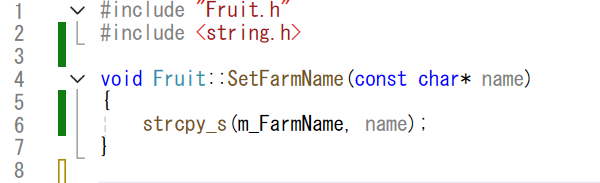 1 #include "Fruit.h"
2 #include <string.h>
3
4 void Fruit::SetFarmName(const char* name)
5 {
6 strcpy_s(m_FarmName, name);
7 }
8